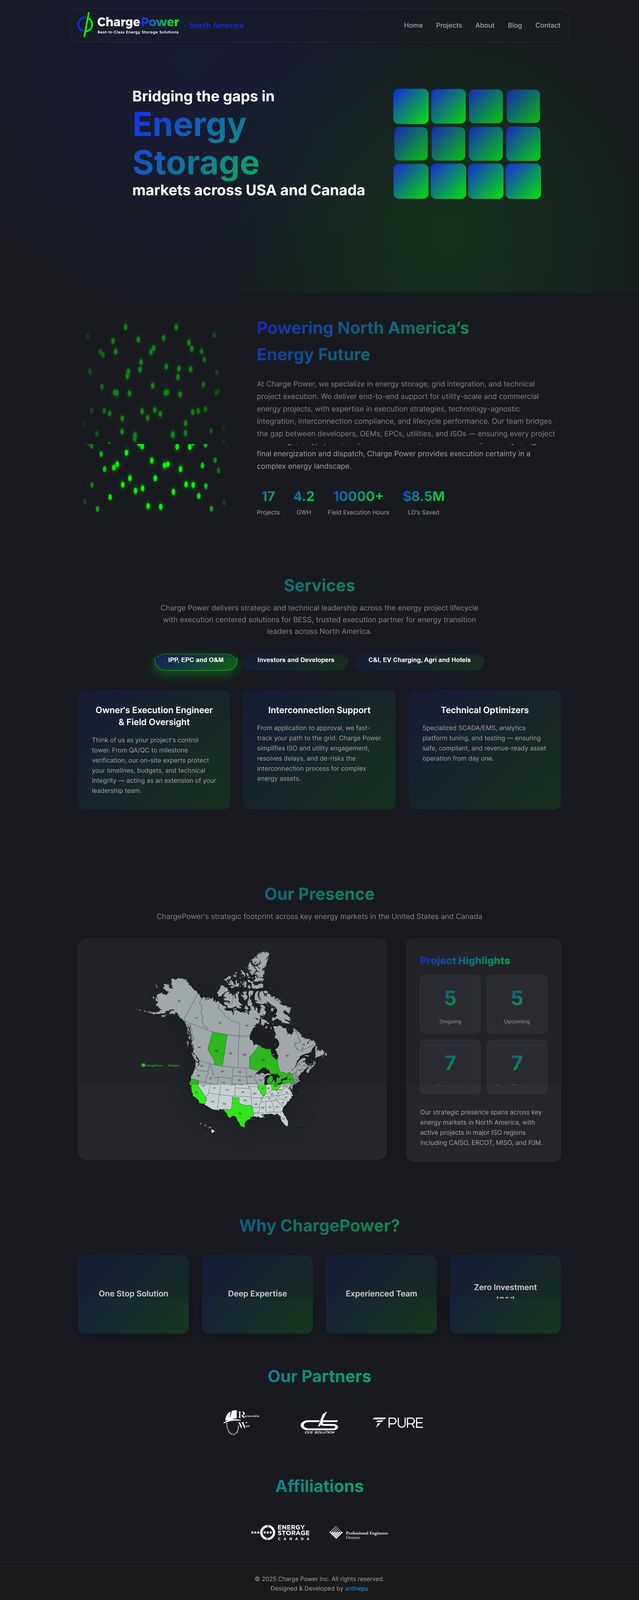 ChargePower
Best-In-Class Energy Storage Solutions
- North America
Home
Projects
About
Blog
Contact
Bridging the gaps in
Energy
Storage
markets across USA and Canada
Powering North America's
Energy Future
At Charge Power, we specialize in energy storage, grid integration, and technical
project execution. We deliver end-to-end support for utility-scale and commercial
energy projects, with expertise in execution strategies, technology-agnostic
integration, interconnection compliance, and lifecycle performance. Our team bridges
the gap between developers, OEMs, EPCs, utilities, and ISOs — ensuring every project
final energization and dispatch, Charge Power provides execution certainty in a
complex energy landscape.
17
4.2
10000+
$8.5M
Projects
GWH
Field Execution Hours
LD's Saved
Services
Charge Power delivers strategic and technical leadership across the energy project lifecycle
with execution centered solutions for BESS, trusted execution partner for energy transition
leaders across North America.
IPP, EPC and O&M
Investors and Developers
C&I, EV Charging, Agri and Hotels
Owner's Execution Engineer
& Field Oversight
Think of us as your project's control
tower. From QA/QC to milestone
verification, our on-site experts protect
your timelines, budgets, and technical
integrity — acting as an extension of your
leadership team.
Interconnection Support
From application to approval, we fast-
track your path to the grid. Charge Power
simplifies ISO and utility engagement,
resolves delays, and de-risks the
interconnection process for complex
energy assets.
Technical Optimizers
Specialized SCADA/EMS, analytics
platform tuning, and testing — ensuring
safe, compliant, and revenue-ready asset
operation from day one.
Our Presence
ChargePower's strategic footprint across key energy markets in the United States and Canada
Project Highlights
5
Ongoing
5
Upcoming
7
7
Our strategic presence spans across key
energy markets in North America, with
active projects in major ISO regions
including CAISO, ERCOT, MISO, and PJM.
Why ChargePower?
One Stop Solution
Deep Expertise
Experienced Team
Zero Investment
Our Partners
CKS SOLUTION
PURE
Affiliations
ENERGY
STORAGE
CANADA
Professional Engineers
Ontario
© 2025 Charge Power Inc. All rights reserved.
Designed & Developed by ardnepu